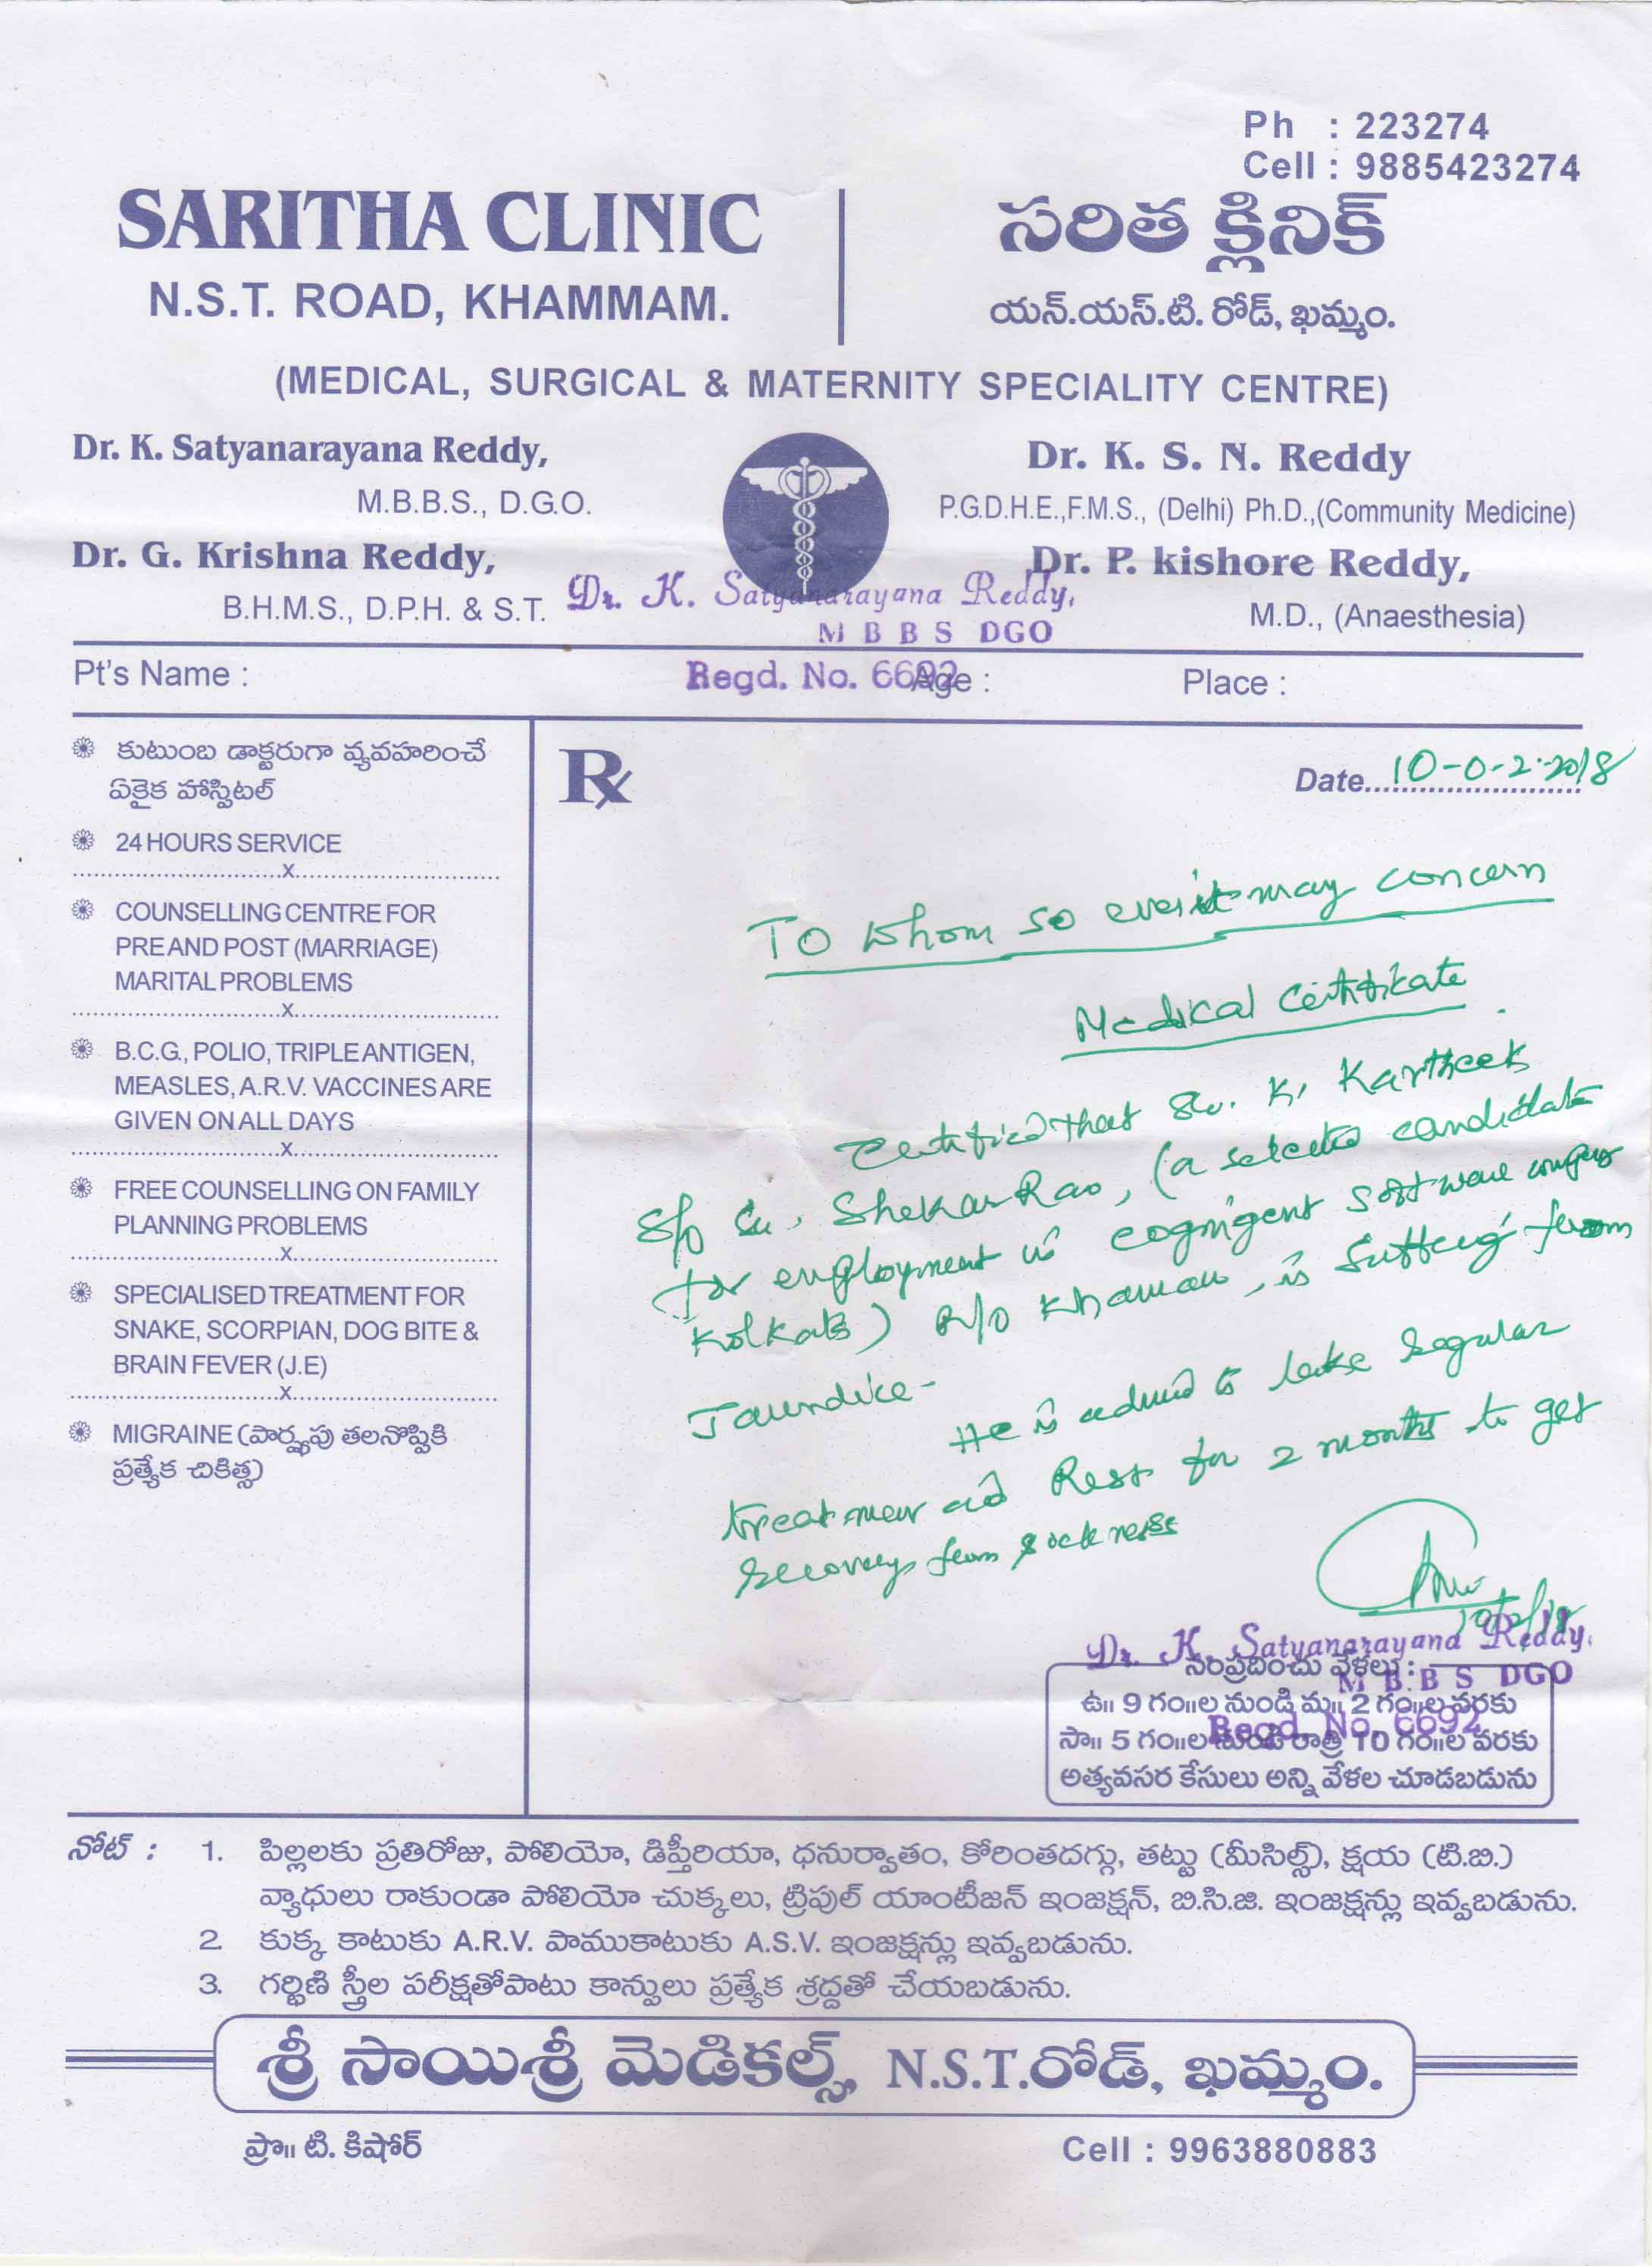 Ph : 223274
Cell : 9885423274
SARITHA CLINIC
N.S.T. ROAD, KHAMMAM.
సరిత క్లినిక్
యన్.యస్.టి. రోడ్, ఖమ్మం.
(MEDICAL, SURGICAL & MATERNITY SPECIALITY CENTRE)
Dr. K. Satyanarayana Reddy,
M.B.B.S., D.G.O.
Dr. K. S. N. Reddy
P.G.D.H.E.,F.M.S., (Delhi) Ph.D.,(Community Medicine)
Dr. G. Krishna Reddy,
B.H.M.S., D.P.H. & S.T.
Dr. P. kishore Reddy,
M.D., (Anaesthesia)
Dr. K. Satyanarayana Reddy,
M B B S DGO
Regd. No. 6692
Pt's Name : Age : Place :
కుటుంబ డాక్టరుగా వ్యవహరించే
ఏకైక హాస్పిటల్
24 HOURS SERVICE
X
COUNSELLING CENTRE FOR
PRE AND POST (MARRIAGE)
MARITAL PROBLEMS
X
B.C.G., POLIO, TRIPLE ANTIGEN,
MEASLES, A.R.V. VACCINES ARE
GIVEN ON ALL DAYS
X
FREE COUNSELLING ON FAMILY
PLANNING PROBLEMS
X
SPECIALISED TREATMENT FOR
SNAKE, SCORPIAN, DOG BITE &
BRAIN FEVER (J.E)
X
MIGRAINE (పార్శ్వపు తలనొప్పికి
ప్రత్యేక చికిత్స)
Rx
Date...10-0-2-2018
To whom so ever it may concern
Medical Certificate
Certified that Sri. K. Kartheek
S/o Sri. Shekar Rao, (a selected candidate
for employment in cognigent software company
Kolkata) R/o Khammam, is suffering from
Jaundice-
He is advised to take regular
treatment and Rest for 2 months to get
recovery from sickness
10/2/18
Dr. K. Satyanarayana Reddy,
M B B S DGO
Regd. No. 6692
సంప్రదించు వేళలు :
ఉ॥ 9 గం॥ల నుండి మ॥ 2 గం॥ల వరకు
సా॥ 5 గం॥ల నుండి రాత్రి 10 గం॥ల వరకు
అత్యవసర కేసులు అన్ని వేళల చూడబడును
నోట్ : 1. పిల్లలకు ప్రతిరోజు, పోలియో, డిప్తీరియా, ధనుర్వాతం, కోరింతదగ్గు, తట్టు (మీసిల్స్), క్షయ (టి.బి.)
వ్యాధులు రాకుండా పోలియో చుక్కలు, ట్రిపుల్ యాంటీజన్ ఇంజక్షన్, బి.సి.జి. ఇంజక్షన్లు ఇవ్వబడును.
2. కుక్క కాటుకు A.R.V. పాముకాటుకు A.S.V. ఇంజక్షన్లు ఇవ్వబడును.
3. గర్భిణి స్త్రీల పరీక్షతోపాటు కాన్పులు ప్రత్యేక శ్రద్ధతో చేయబడును.
శ్రీ సాయిశ్రీ మెడికల్స్, N.S.T.రోడ్, ఖమ్మం.
ప్రొ॥ టి. కిషోర్
Cell : 9963880883